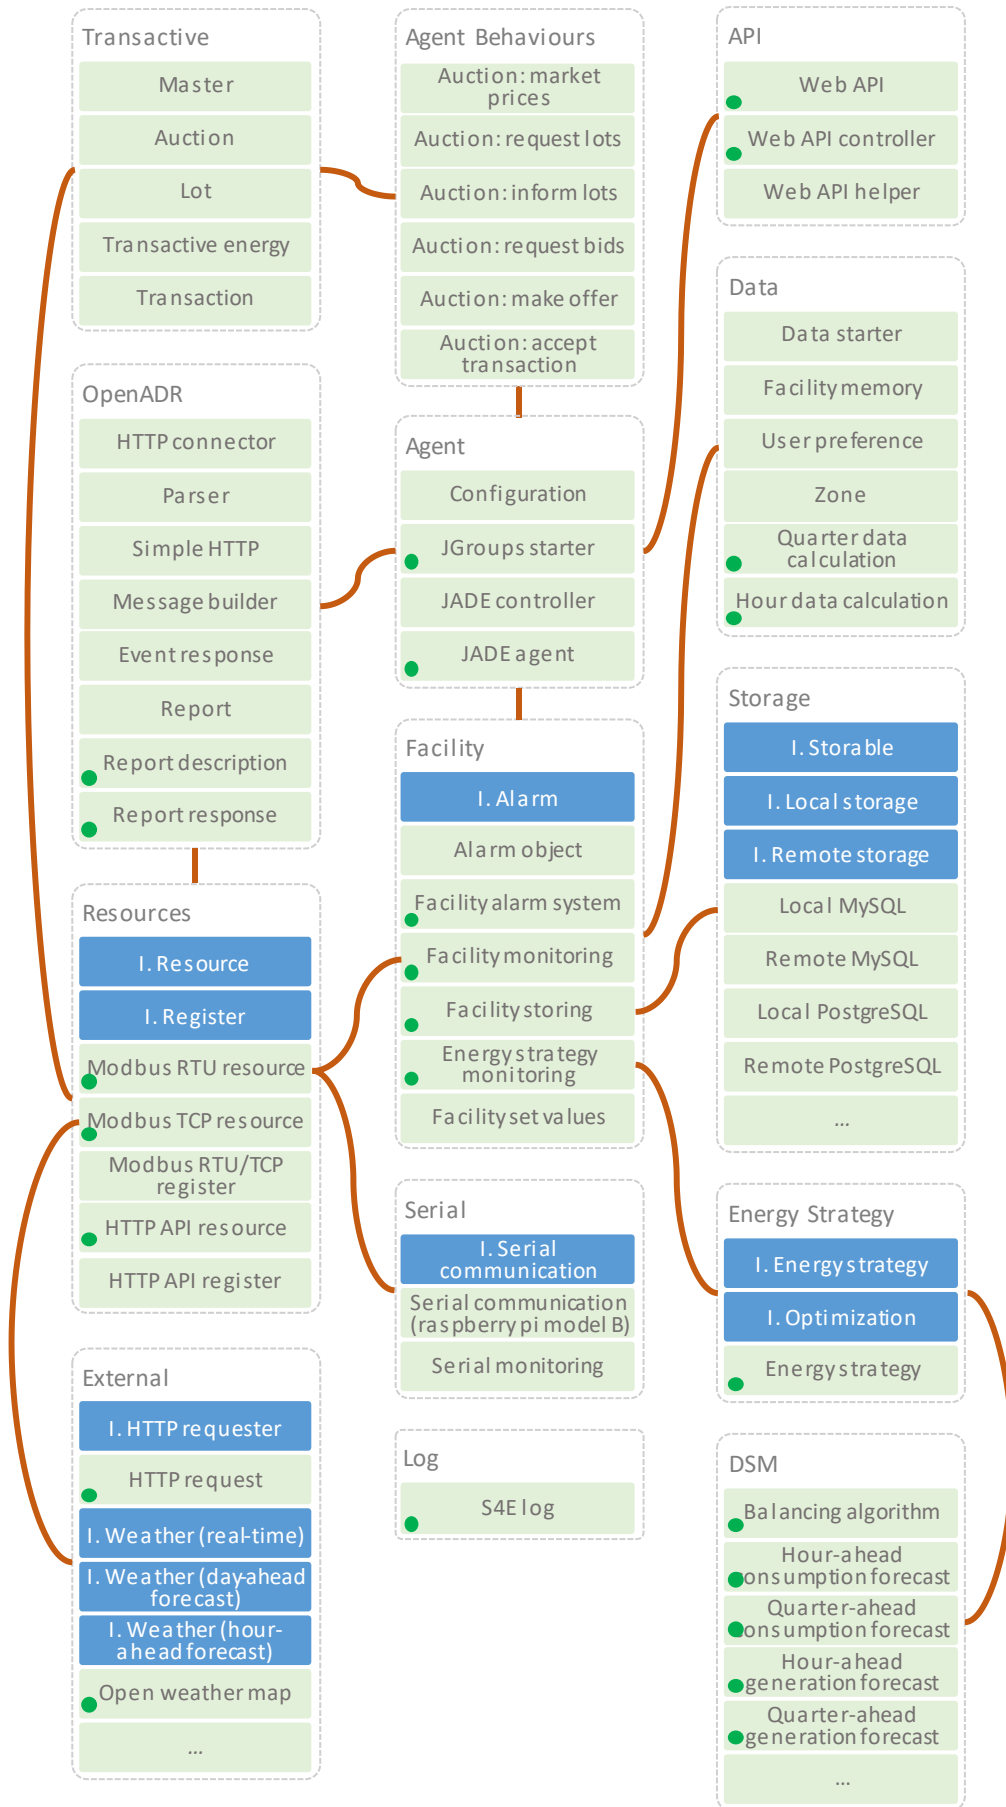 Transactive
Master
Auction
Lot
Transactive energy
Transaction
OpenADR
HTTP connector
Parser
Simple HTTP
Message builder
Event response
Report
Report description
Report response
Resources
I. Resource
I. Register
Modbus RTU resource
Modbus TCP resource
Modbus RTU/TCP
register
HTTP API resource
HTTP API register
External
I. HTTP requester
HTTP request
I. Weather (real-time)
I. Weather (day-ahead
forecast)
I. Weather (hour-
ahead forecast)
Open weather map
...
Agent Behaviours
Auction: market
prices
Auction: request lots
Auction: inform lots
Auction: request bids
Auction: make offer
Auction: accept
transaction
Agent
Configuration
JGroups starter
JADE controller
JADE agent
Facility
I. Alarm
Alarm object
Facility alarm system
Facility monitoring
Facility storing
Energy strategy
monitoring
Facility set values
Serial
I. Serial
communication
Serial communication
(raspberry pi model B)
Serial monitoring
Log
S4E log
API
Web API
Web API controller
Web API helper
Data
Data starter
Facility memory
User preference
Zone
Quarter data
calculation
Hour data calculation
Storage
I. Storable
I. Local storage
I. Remote storage
Local MySQL
Remote MySQL
Local PostgreSQL
Remote PostgreSQL
...
Energy Strategy
I. Energy strategy
I. Optimization
Energy strategy
DSM
Balancing algorithm
Hour-ahead
consumption forecast
Quarter-ahead
consumption forecast
Hour-ahead
generation forecast
Quarter-ahead
generation forecast
...